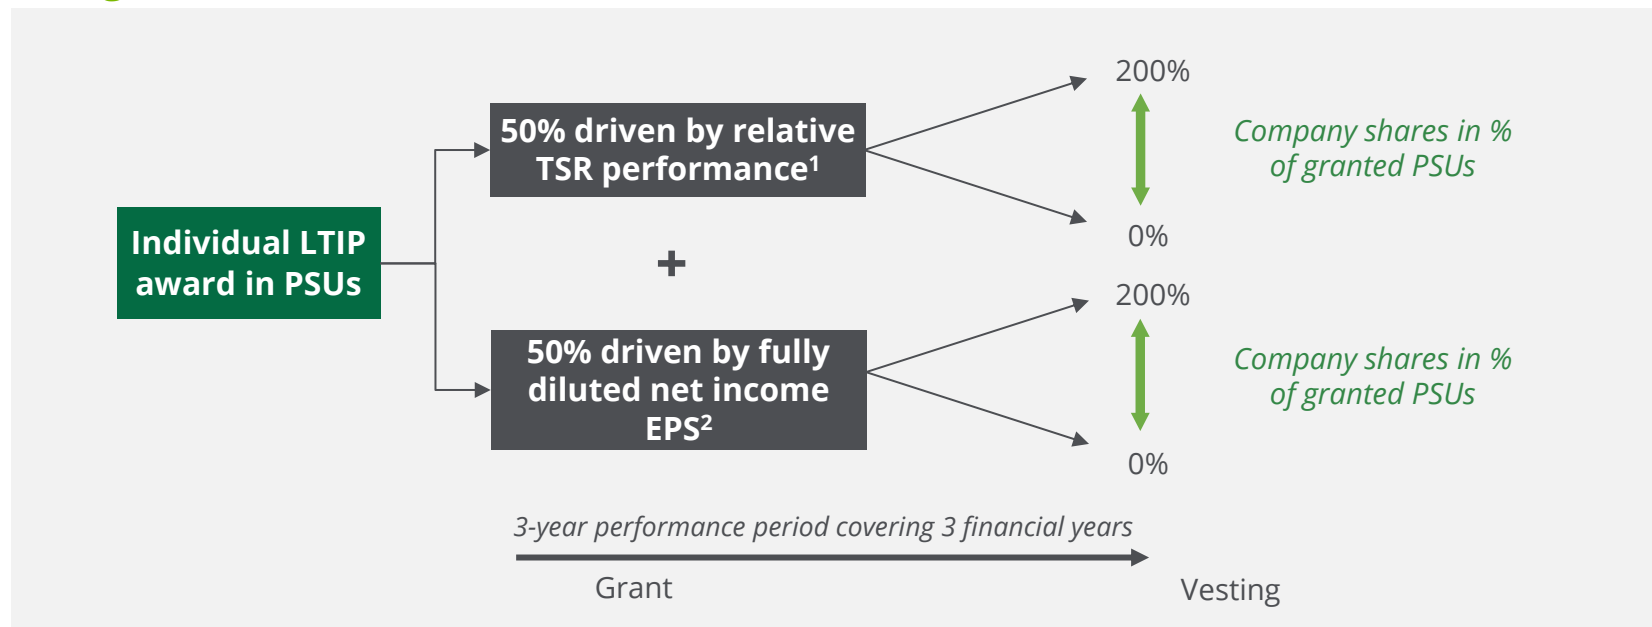 Individual LTIP
award in PSUs
50% driven by relative
TSR performance¹
+
50% driven by fully
diluted net income
EPS²
200%
0%
Company shares in %
of granted PSUs
200%
0%
Company shares in %
of granted PSUs
3-year performance period covering 3 financial years
Grant
Vesting